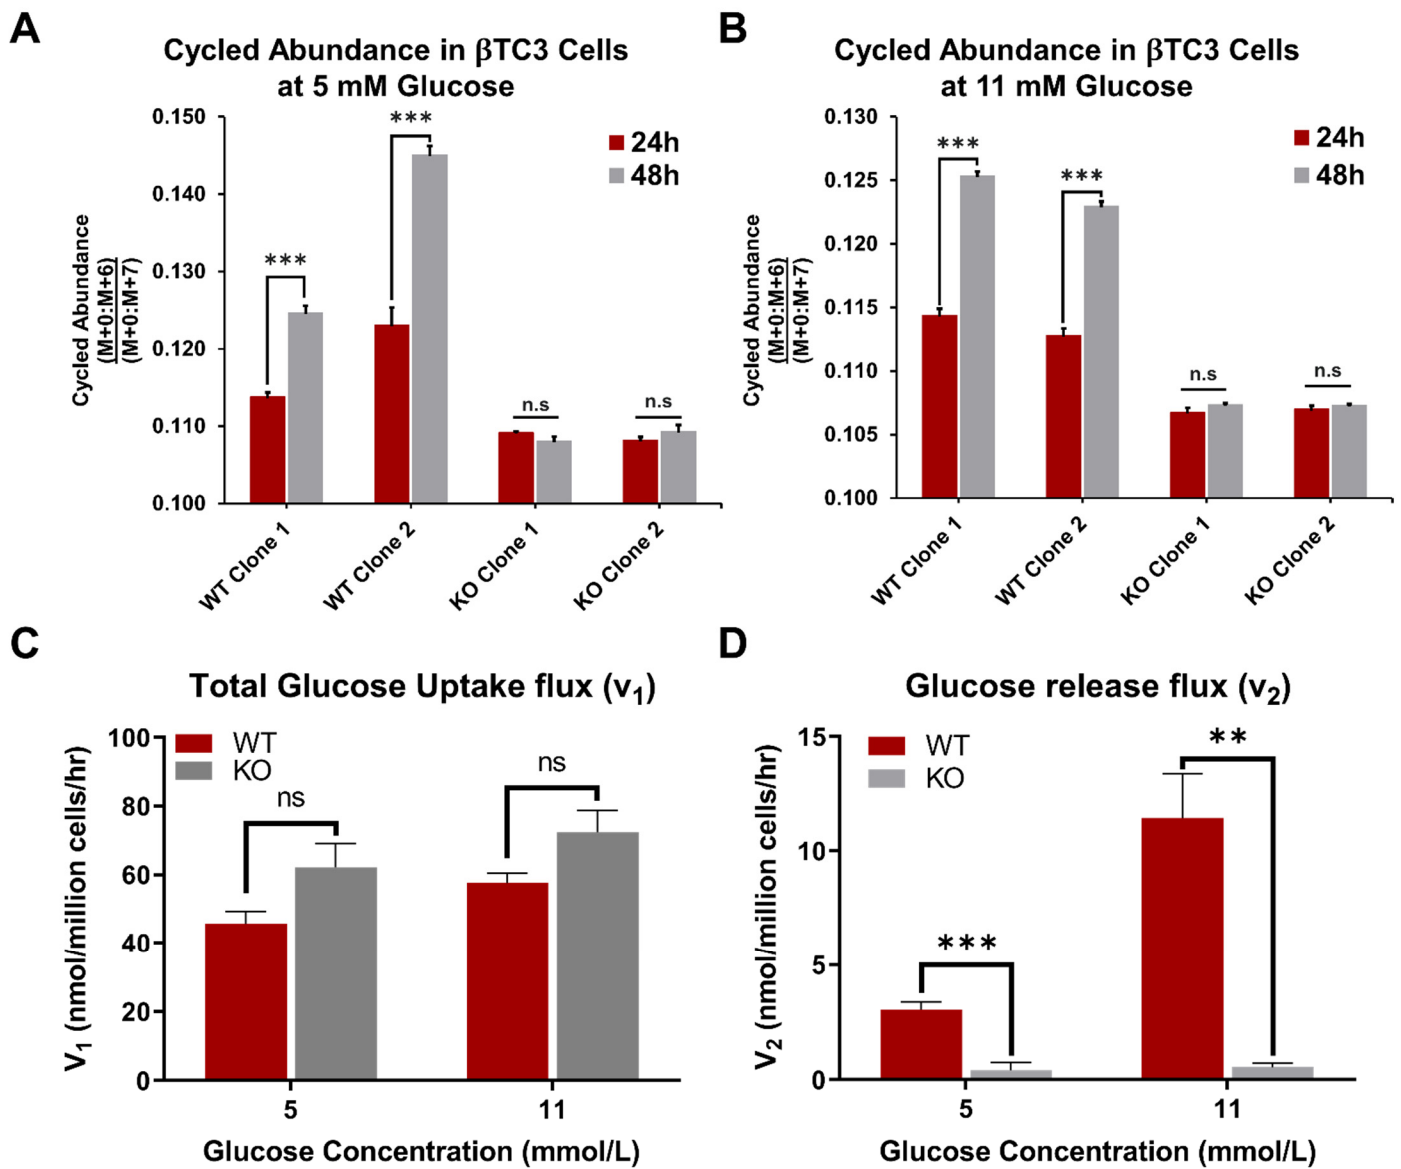 A
Cycled Abundance in βTC3 Cells
at 5 mM Glucose
Cycled Abundance
(M+0:M+6)
(M+0:M+7)
0.150
0.140
0.130
0.120
0.110
0.100
24h
48h
***
***
n.s
n.s
WT Clone 1
WT Clone 2
KO Clone 1
KO Clone 2
B
Cycled Abundance in βTC3 Cells
at 11 mM Glucose
Cycled Abundance
(M+0:M+6)
(M+0:M+7)
0.130
0.125
0.120
0.115
0.110
0.105
0.100
24h
48h
***
***
n.s
n.s
WT Clone 1
WT Clone 2
KO Clone 1
KO Clone 2
C
Total Glucose Uptake flux (v₁)
V₁ (nmol/million cells/hr)
100
80
60
40
20
0
WT
KO
ns
ns
5
11
Glucose Concentration (mmol/L)
D
Glucose release flux (v₂)
V₂ (nmol/million cells/hr)
15
10
5
0
WT
KO
***
**
5
11
Glucose Concentration (mmol/L)